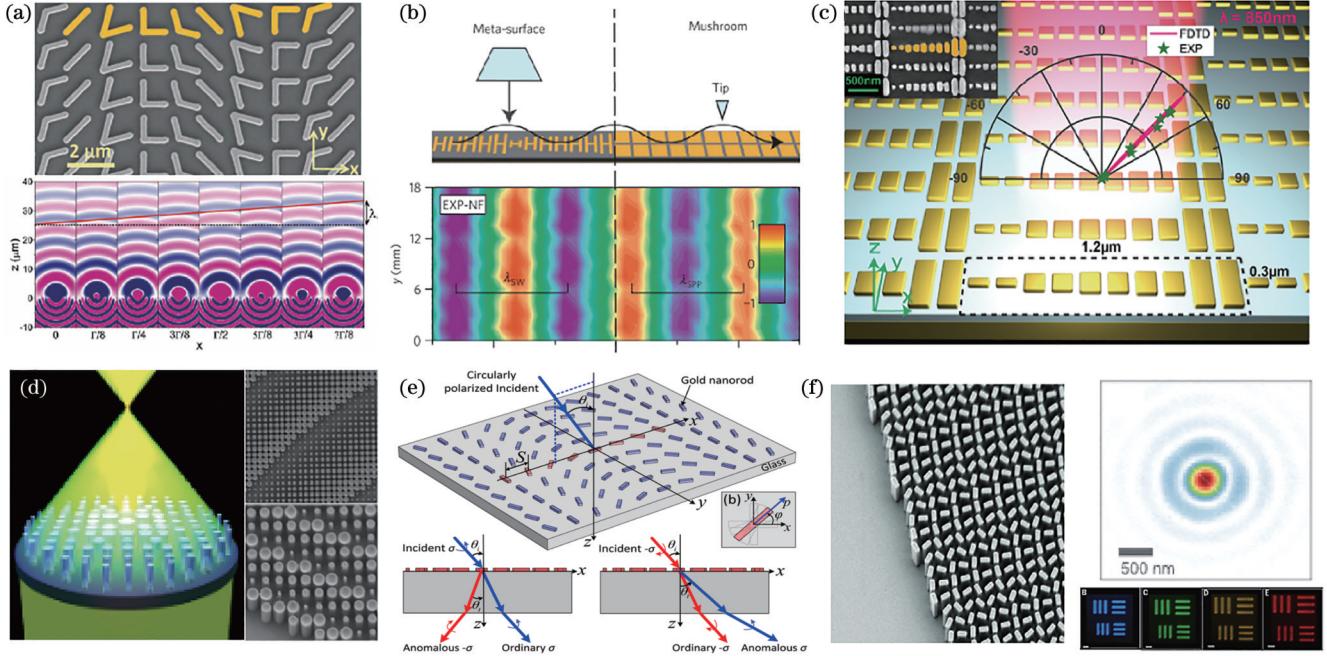 (a)
2 μm
y
x
z (μm)
40
30
20
10
0
-10
λ
0
Γ/8
Γ/4
3Γ/8
Γ/2
5Γ/8
3Γ/4
7Γ/8
x
(b)
Meta-surface
Mushroom
Tip
18
12
6
0
y (mm)
EXP-NF
λSW
λSPP
1
0
−1
(c)
500nm
λ = 850nm
FDTD
EXP
0
-30
-60
60
-90
90
1.2μm
0.3μm
z
y
x
(d)
(e)
Circularly
polarized Incident
Gold nanorod
θi
x
S
Glass
y
z
(b)
y
p
φ
x
Incident σ
θi
x
θt
z
Anomalous -σ
Ordinary σ
Incident -σ
θi
x
θt
z
Ordinary -σ
Anomalous σ
(f)
500 nm
B
C
D
E